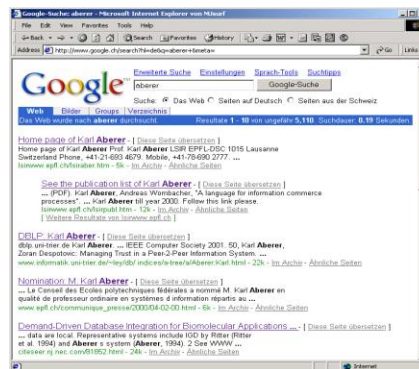 Google-Suche: aberer - Microsoft Internet Explorer von NJwarf
File Edit View Favorites Tools Help
Back Search Favorites History
Address http://www.google.ch/search?hl=de&q=aberer&meta= Go Links
Erweiterte Suche Einstellungen Sprach-Tools Suchtipps
Google aberer Google-Suche
Suche: Das Web Seiten auf Deutsch Seiten aus der Schweiz
Web Bilder Groups Verzeichnis
Das Web wurde nach aberer durchsucht. Resultate 1 - 10 von ungefähr 5,110. Suchdauer: 0.19 Sekunden.
Home page of Karl Aberer - [ Diese Seite übersetzen ]
Home page of Karl Aberer Prof. Karl Aberer LSIR EPFL-DSC 1015 Lausanne
Switzerland Phone, +41-21-693 4679. Mobile, +41-78-690 2777. ...
lsirwww.epfl.ch/aberer.htm - 5k - Im Archiv - Ähnliche Seiten
See the publication list of Karl Aberer - [ Diese Seite übersetzen ]
... (PDF). Karl Aberer, Andreas Wombacher, "A language for information commerce
processes". ... Karl Aberer till year 2000. Follow this link please.
lsirwww.epfl.ch/lsirpubl.htm - 12k - Im Archiv - Ähnliche Seiten
[ Weitere Resultate von lsirwww.epfl.ch ]
DBLP: Karl Aberer - [ Diese Seite übersetzen ]
dblp.uni-trier.de Karl Aberer. ... IEEE Computer Society 2001. 50, Karl Aberer,
Zoran Despotovic: Managing Trust in a Peer-2-Peer Information System. ...
www.informatik.uni-trier.de/~ley/db/ indices/a-tree/a/Aberer:Karl.html - 22k - Im Archiv - Ähnliche Seiten
Nomination: M. Karl Aberer - [ Diese Seite übersetzen ]
... Le Conseil des Ecoles polytechniques fédérales a nommé M. Karl Aberer en
qualité de professeur ordinaire en systèmes d information répartis au ...
www.epfl.ch/communique_presse/2000/04-02-00.html - 6k - Im Archiv - Ähnliche Seiten
Demand-Driven Database Integration for Biomolecular Applications ... - [ Diese Seite übersetzen ]
... data are local. Representative systems include IGD by Ritter (Ritter
et al. 1994) and Aberer s system (Aberer, 1994). 2 See WWW ...
citeseer.nj.nec.com/81952.html - 24k - Im Archiv - Ähnliche Seiten
Internet